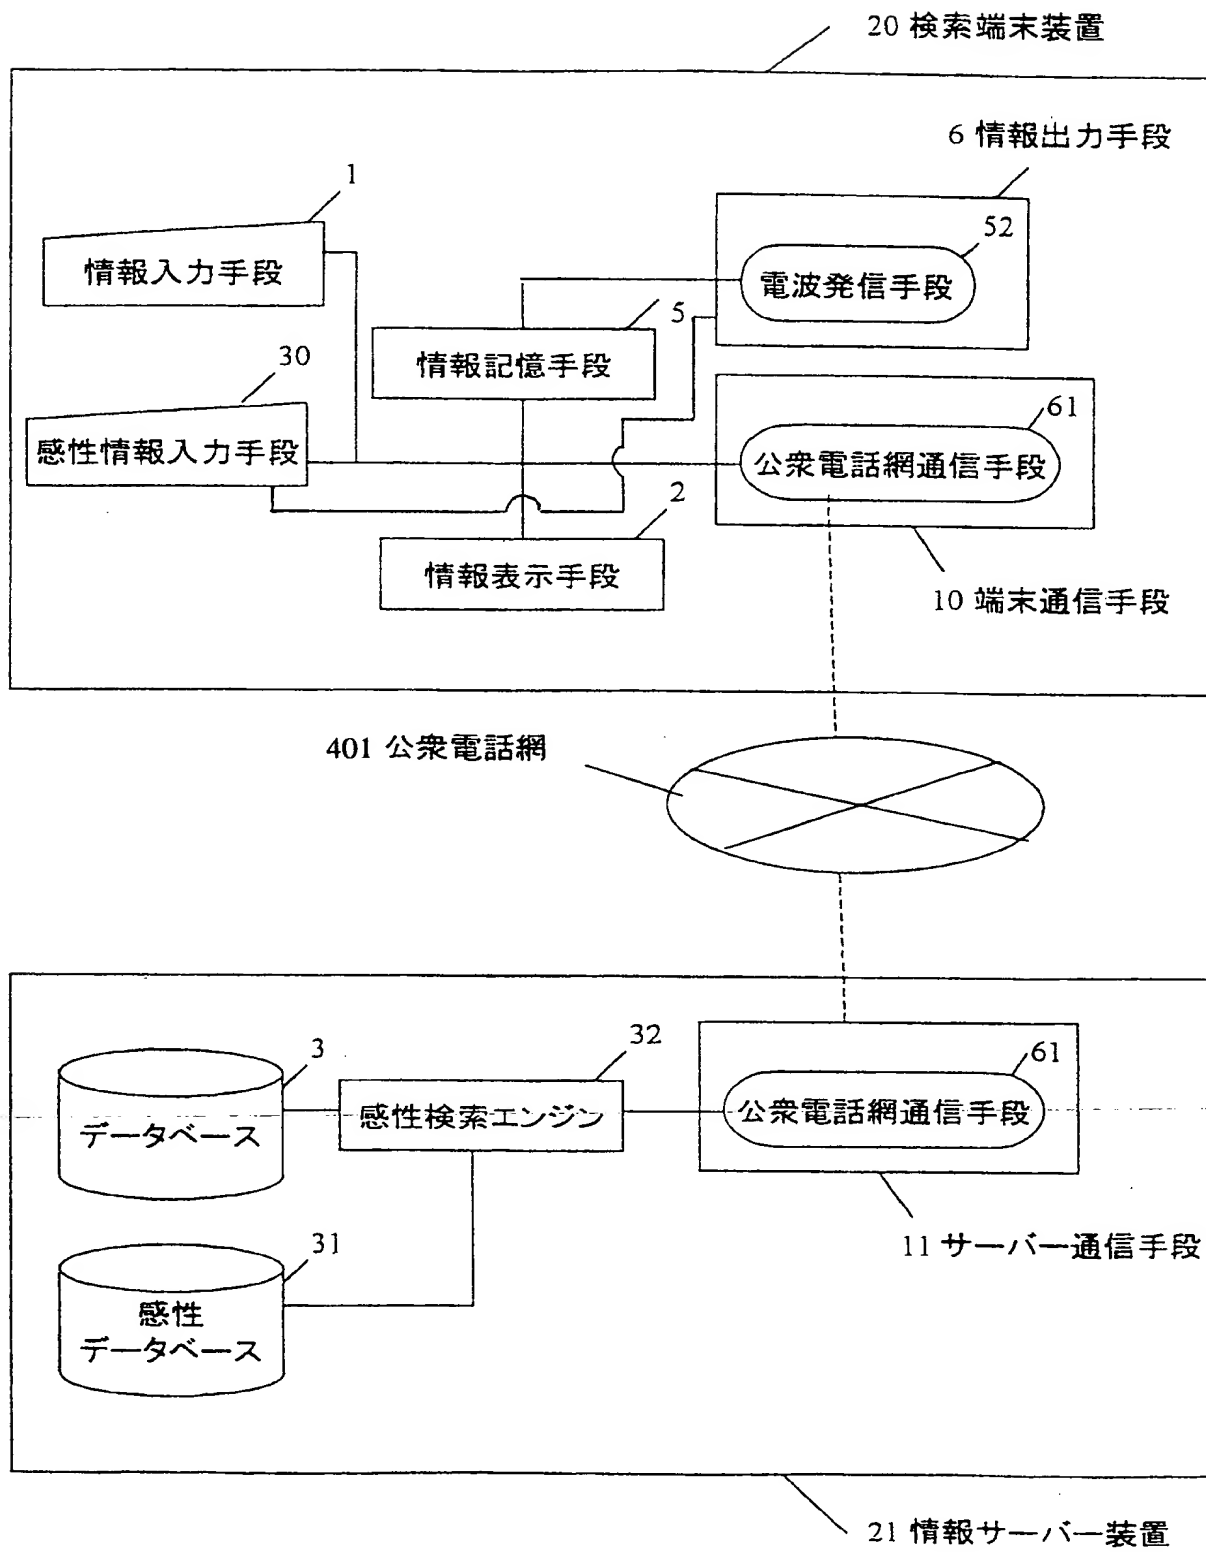 20 検索端末装置
6 情報出力手段
1
52
情報入力手段
電波発信手段
5
30
情報記憶手段
61
感性情報入力手段
公衆電話網通信手段
2
情報表示手段
10 端末通信手段
401 公衆電話網
3
32
61
データベース
感性検索エンジン
公衆電話網通信手段
31
11 サーバー通信手段
感性
データベース
21 情報サーバー装置